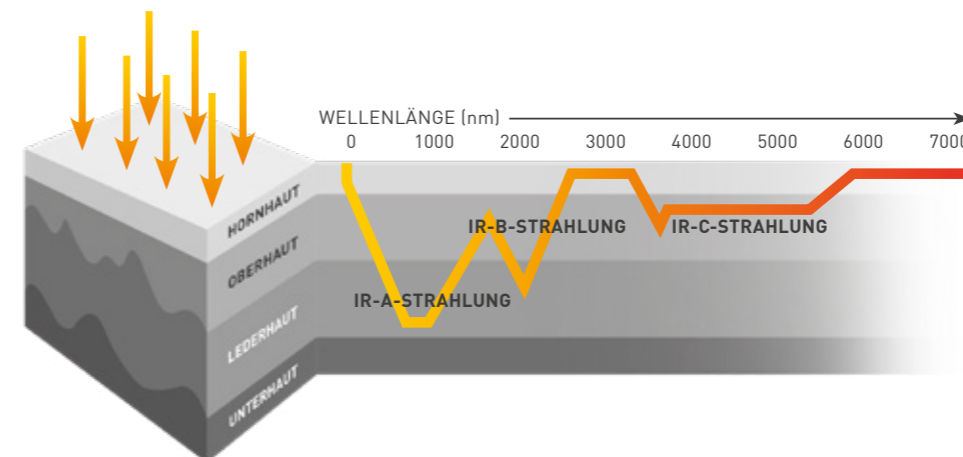 WELLENLÄNGE (nm)
0 1000 2000 3000 4000 5000 6000 7000
HORNHAUT
OBERHAUT
LEDERHAUT
UNTERHAUT
IR-B-STRAHLUNG IR-C-STRAHLUNG
IR-A-STRAHLUNG